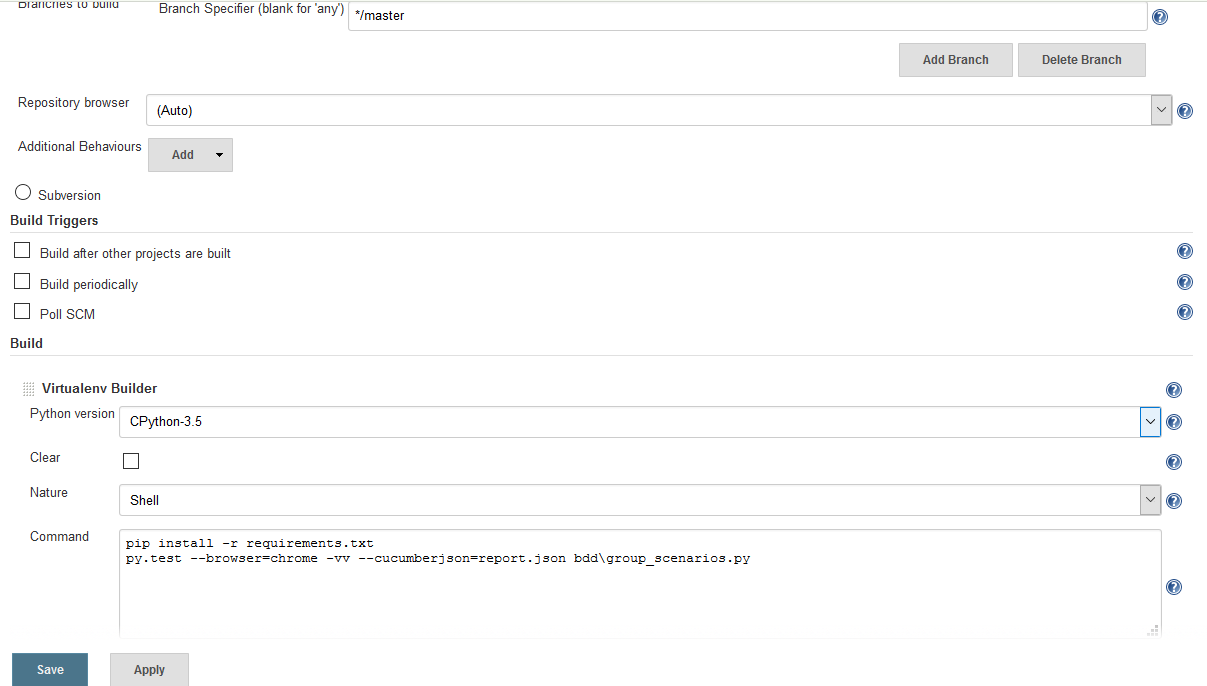 Branches to build
Branch Specifier (blank for 'any')
*/master
Add Branch
Delete Branch
Repository browser
(Auto)
Additional Behaviours
Add
Subversion
Build Triggers
Build after other projects are built
Build periodically
Poll SCM
Build
Virtualenv Builder
Python version
CPython-3.5
Clear
Nature
Shell
Command
pip install -r requirements.txt
py.test --browser=chrome -vv --cucumberjson=report.json bdd\group_scenarios.py
Save
Apply